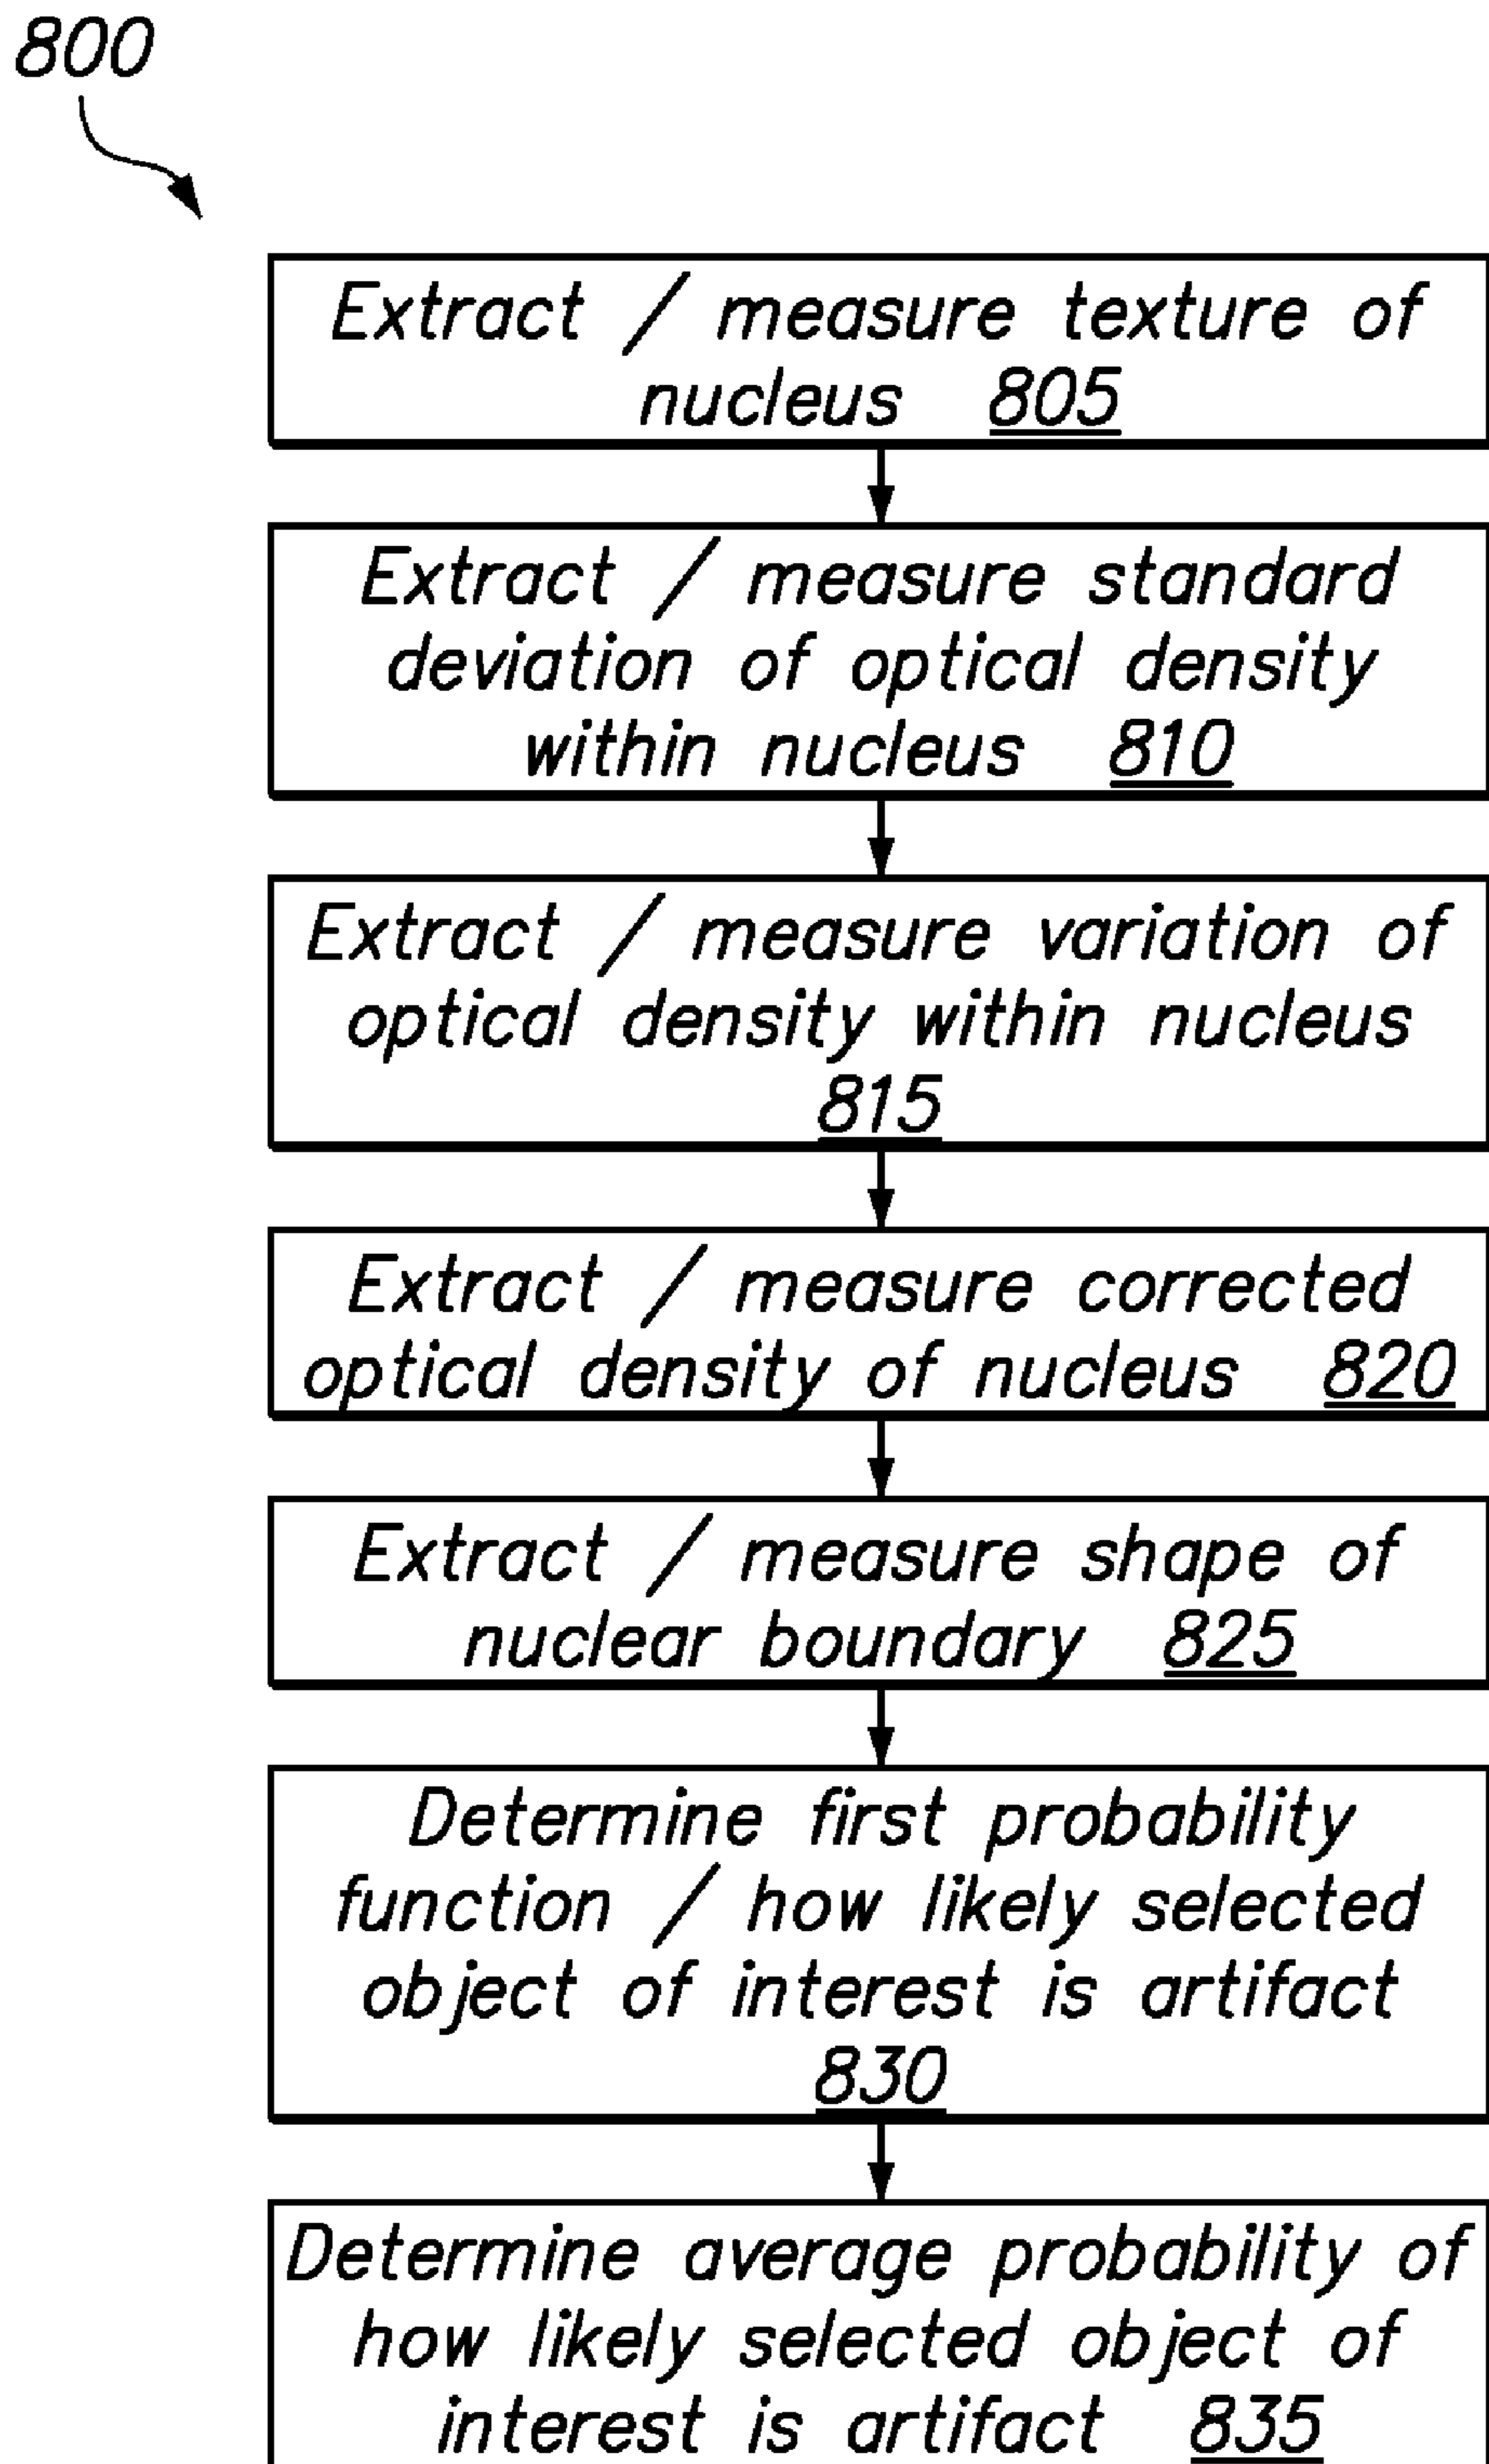 800
Extract / measure texture of
nucleus 805
Extract / measure standard
deviation of optical density
within nucleus 810
Extract / measure variation of
optical density within nucleus
815
Extract / measure corrected
optical density of nucleus 820
Extract / measure shape of
nuclear boundary 825
Determine first probability
function / how likely selected
object of interest is artifact
830
Determine average probability of
how likely selected object of
interest is artifact 835